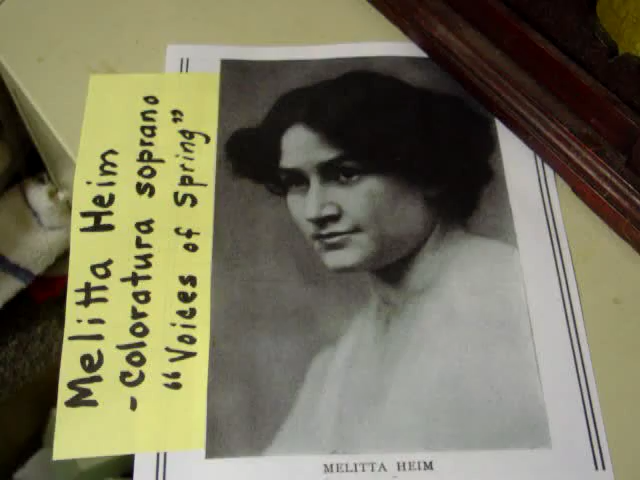 Melitta Heim
- Coloratura soprano
"Voices of Spring"
MELITTA HEIM